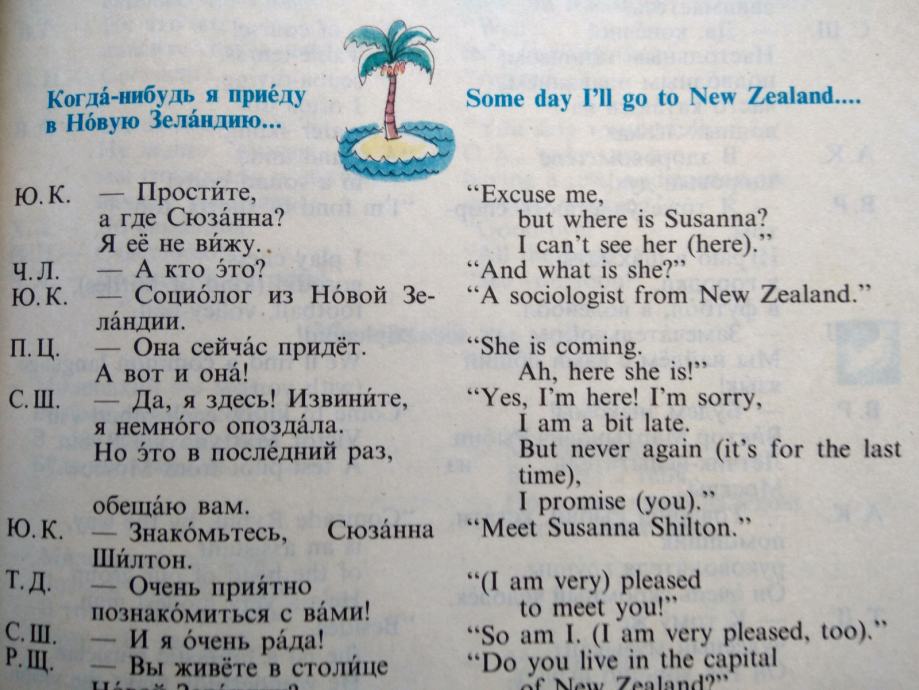 Когда́-нибудь я прие́ду
в Но́вую Зела́ндию...
Some day I'll go to New Zealand....
Ю. К. — Прости́те,
а где Сюза́нна?
Я её не ви́жу..
Ч. Л. — А кто э́то?
Ю. К. — Социо́лог из Но́вой Зе-
ла́ндии.
П. Ц. — Она сейча́с придёт.
А вот и она́!
С. Ш. — Да, я здесь! Извини́те,
я немно́го опозда́ла.
Но э́то в после́дний раз,
обеща́ю вам.
Ю. К. — Знако́мьтесь, Сюза́нна
Ши́лтон.
Т. Д. — Очень прия́тно
познако́миться с ва́ми!
С. Ш. — И я о́чень ра́да!
Р. Щ. — Вы живёте в столи́це
“Excuse me,
but where is Susanna?
I can't see her (here).”
“And what is she?”
“A sociologist from New Zealand.”
“She is coming.
Ah, here she is!”
“Yes, I'm here! I'm sorry,
I am a bit late.
But never again (it's for the last
time),
I promise (you).”
“Meet Susanna Shilton.”
“(I am very) pleased
to meet you!”
“So am I. (I am very pleased, too).”
“Do you live in the capital
of New Zealand?”